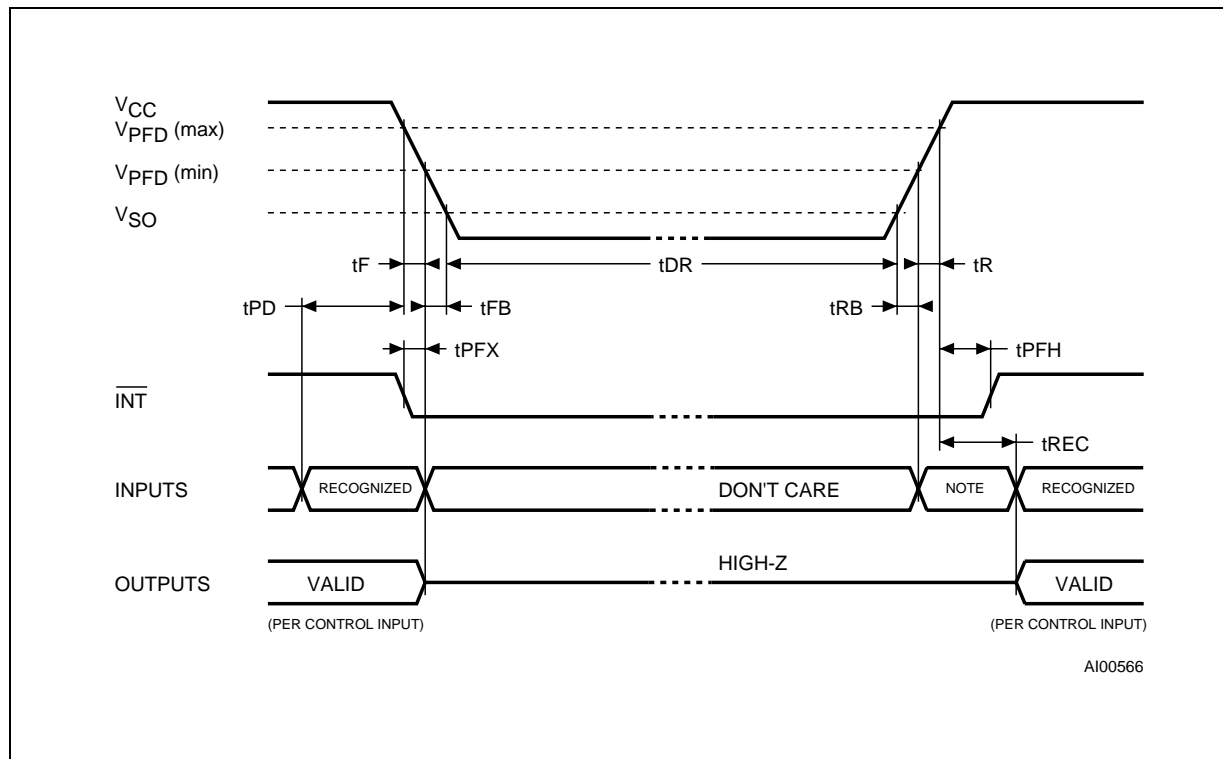 VCC
VPFD (max)
VPFD (min)
VSO
tF
tDR
tR
tPD
tFB
tRB
tPFX
tPFH
INT
tREC
INPUTS
RECOGNIZED
DON'T CARE
NOTE
RECOGNIZED
HIGH-Z
OUTPUTS
VALID
VALID
(PER CONTROL INPUT)
(PER CONTROL INPUT)
AI00566